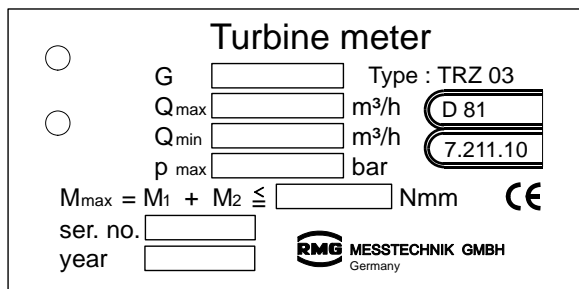 Turbine meter
G Type : TRZ 03
Qmax m³/h D 81
Qmin m³/h 7.211.10
p max bar
Mmax = M1 + M2 ≦ Nmm CE
ser. no.
year
RMG MESSTECHNIK GMBH
Germany